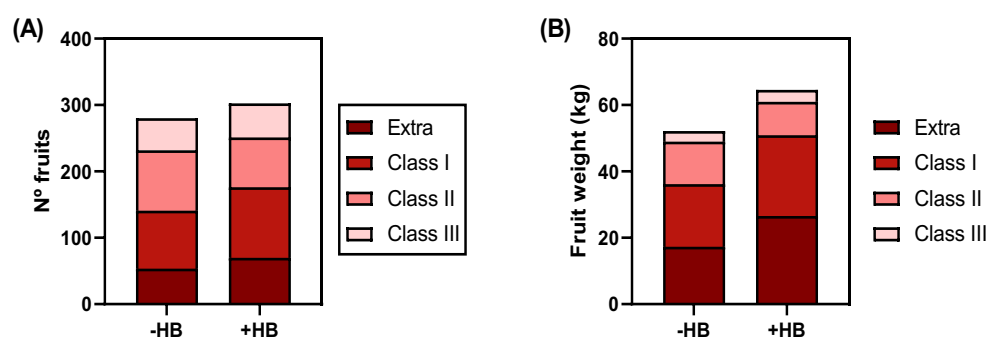 (A)
Nº fruits
400
300
200
100
0
-HB
+HB
Extra
Class I
Class II
Class III
(B)
Fruit weight (kg)
80
60
40
20
0
-HB
+HB
Extra
Class I
Class II
Class III